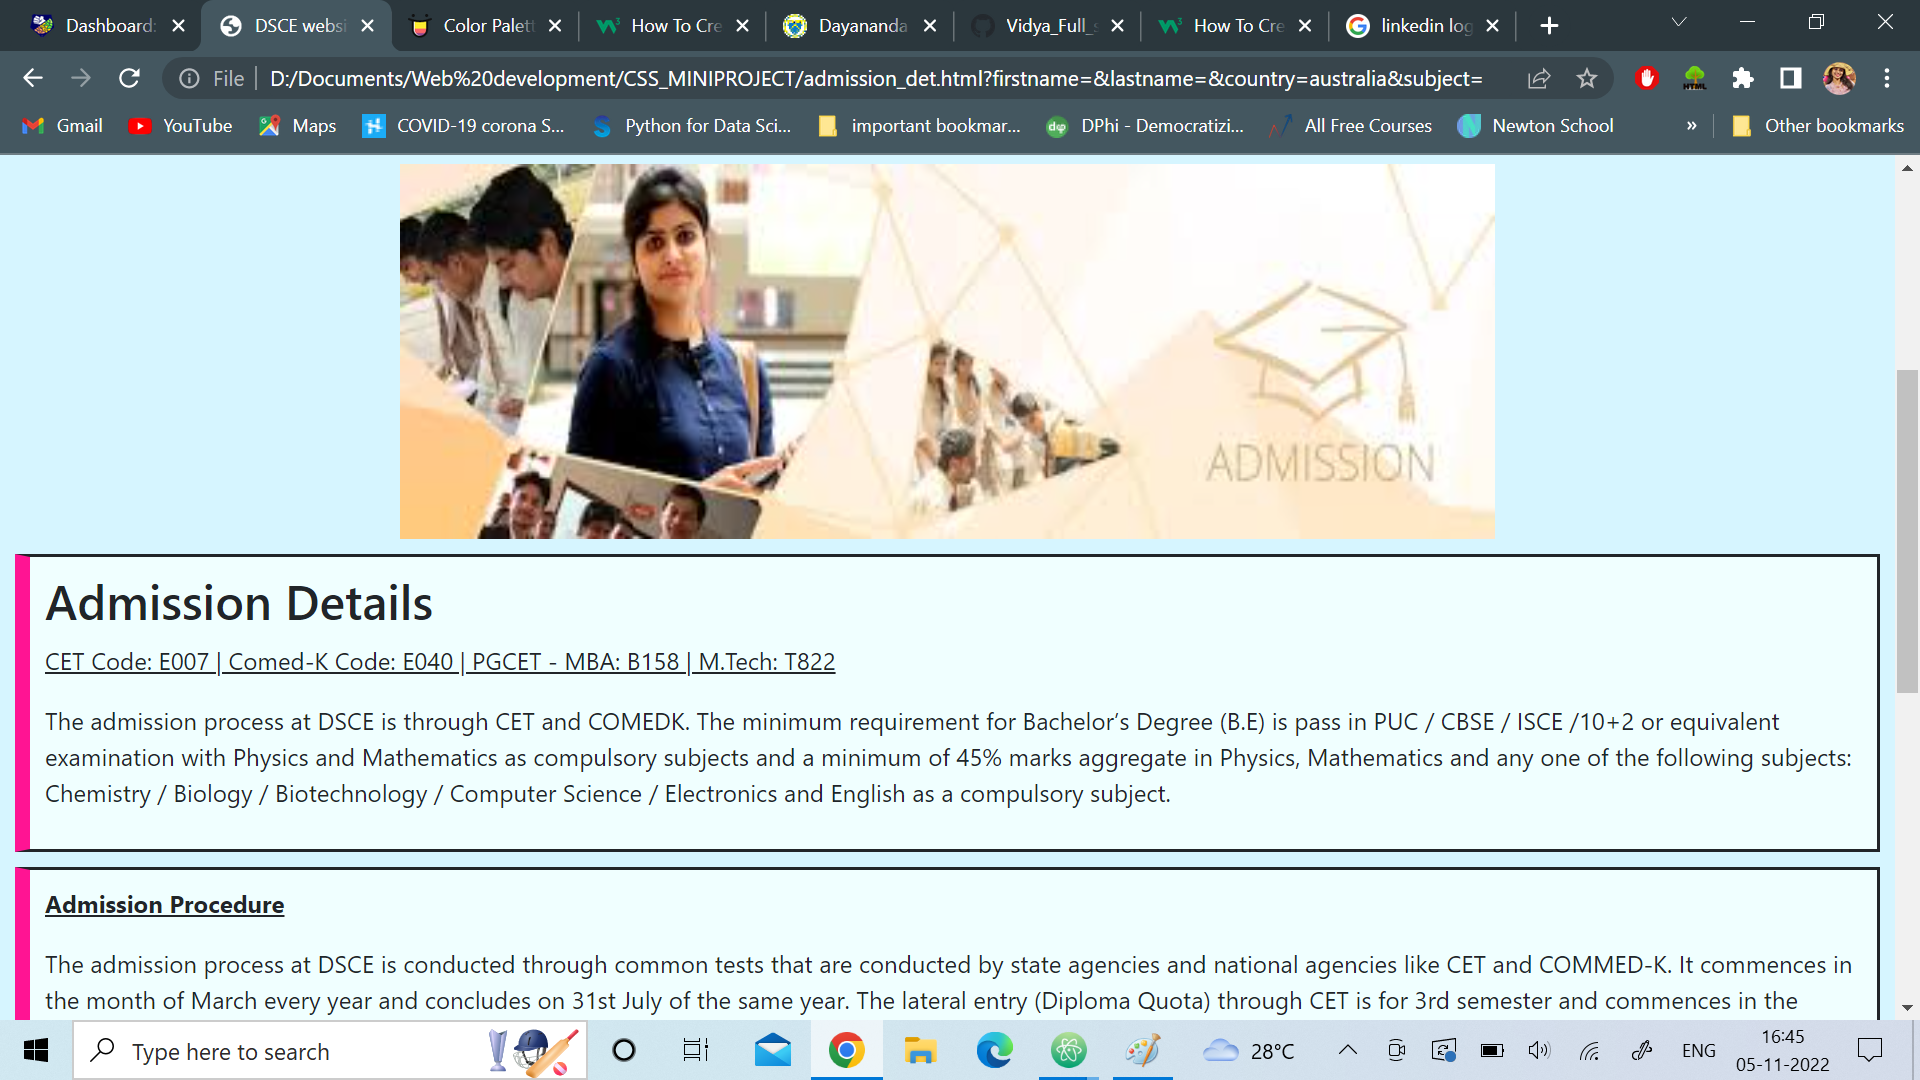 Dashboard:
DSCE websi
Color Palett
How To Cre
Dayananda
Vidya_Full_s
How To Cre
linkedin log
File
D:/Documents/Web%20development/CSS_MINIPROJECT/admission_det.html?firstname=&lastname=&country=australia&subject=
HTML
Gmail
YouTube
Maps
COVID-19 corona S...
Python for Data Sci...
important bookmar...
DPhi - Democratizi...
All Free Courses
Newton School
»
Other bookmarks
ADMISSION
Admission Details
CET Code: E007 | Comed-K Code: E040 | PGCET - MBA: B158 | M.Tech: T822
The admission process at DSCE is through CET and COMEDK. The minimum requirement for Bachelor’s Degree (B.E) is pass in PUC / CBSE / ISCE /10+2 or equivalent
examination with Physics and Mathematics as compulsory subjects and a minimum of 45% marks aggregate in Physics, Mathematics and any one of the following subjects:
Chemistry / Biology / Biotechnology / Computer Science / Electronics and English as a compulsory subject.
Admission Procedure
The admission process at DSCE is conducted through common tests that are conducted by state agencies and national agencies like CET and COMMED-K. It commences in
the month of March every year and concludes on 31st July of the same year. The lateral entry (Diploma Quota) through CET is for 3rd semester and commences in the
Type here to search
28°C
ENG
16:45
05-11-2022